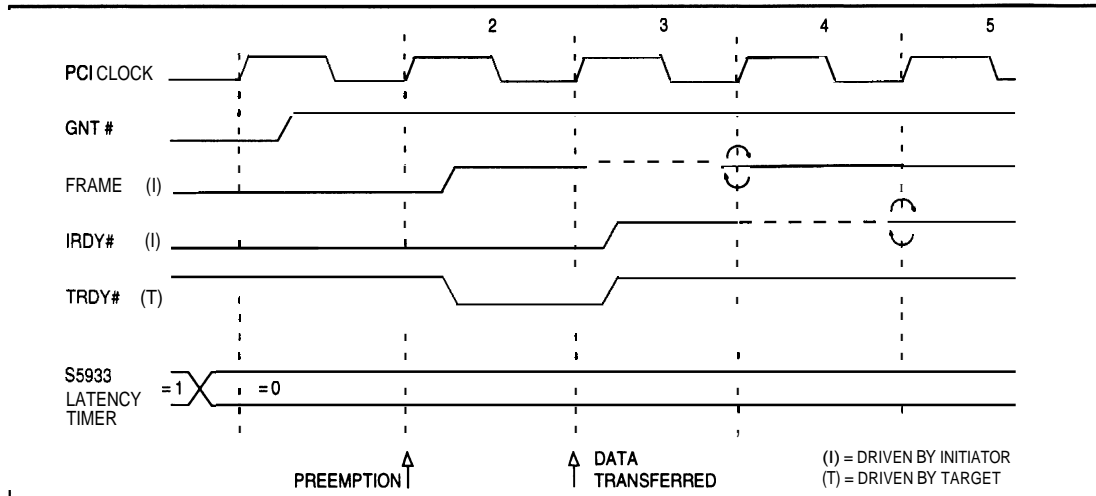 2 3 4 5
PCI CLOCK
GNT #
FRAME (I)
IRDY# (I)
TRDY# (T)
S5933
LATENCY
TIMER
=1 =0
PREEMPTION
DATA
TRANSFERRED
(I) = DRIVEN BY INITIATOR
(T) = DRIVEN BY TARGET